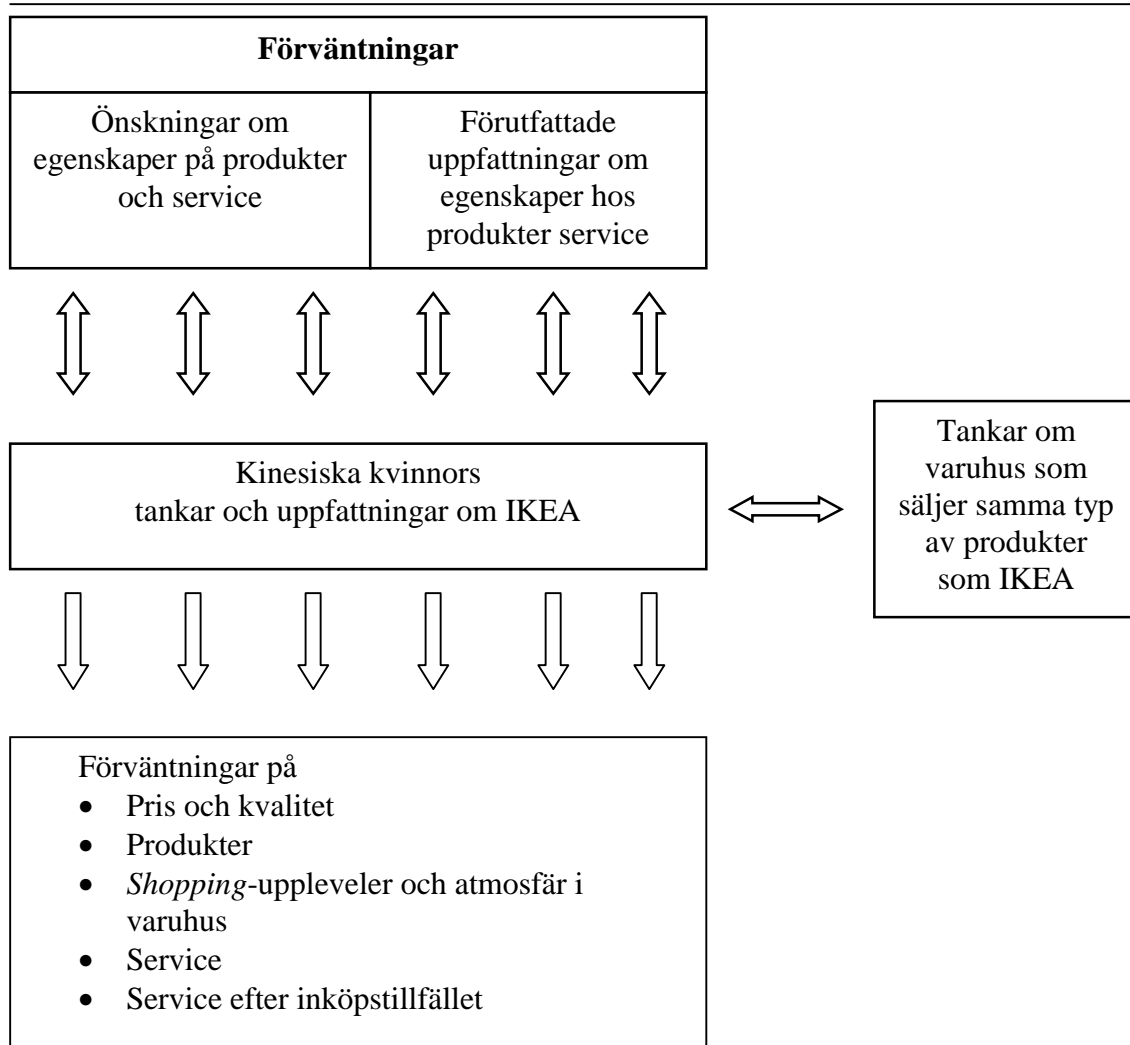 Förväntningar
Önskningar om
egenskaper på produkter
och service
Förutfattade
uppfattningar om
egenskaper hos
produkter service
Kinesiska kvinnors
tankar och uppfattningar om IKEA
Tankar om
varuhus som
säljer samma typ
av produkter
som IKEA
Förväntningar på
• Pris och kvalitet
• Produkter
• Shopping-uppleveler och atmosfär i
varuhus
• Service
• Service efter inköpstillfället